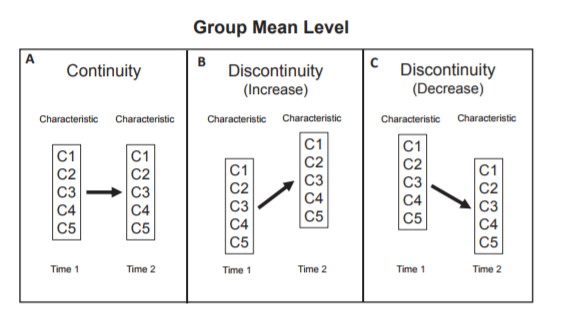 Group Mean Level
A
Continuity
Characteristic Characteristic
C1 C1
C2 C2
C3 C3
C4 C4
C5 C5
Time 1 Time 2
B
Discontinuity
(Increase)
Characteristic Characteristic
C1
C2
C3
C4
C5
C1
C2
C3
C4
C5
Time 1 Time 2
C
Discontinuity
(Decrease)
Characteristic Characteristic
C1
C2
C3
C4
C5
C1
C2
C3
C4
C5
Time 1 Time 2